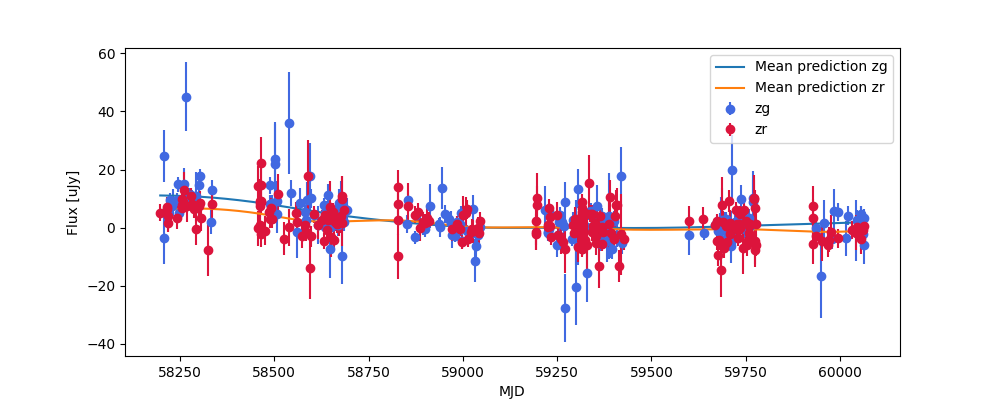 60
40
20
0
−20
−40
Flux [uJy]
58250
58500
58750
59000
59250
59500
59750
60000
MJD
Mean prediction zg
Mean prediction zr
zg
zr